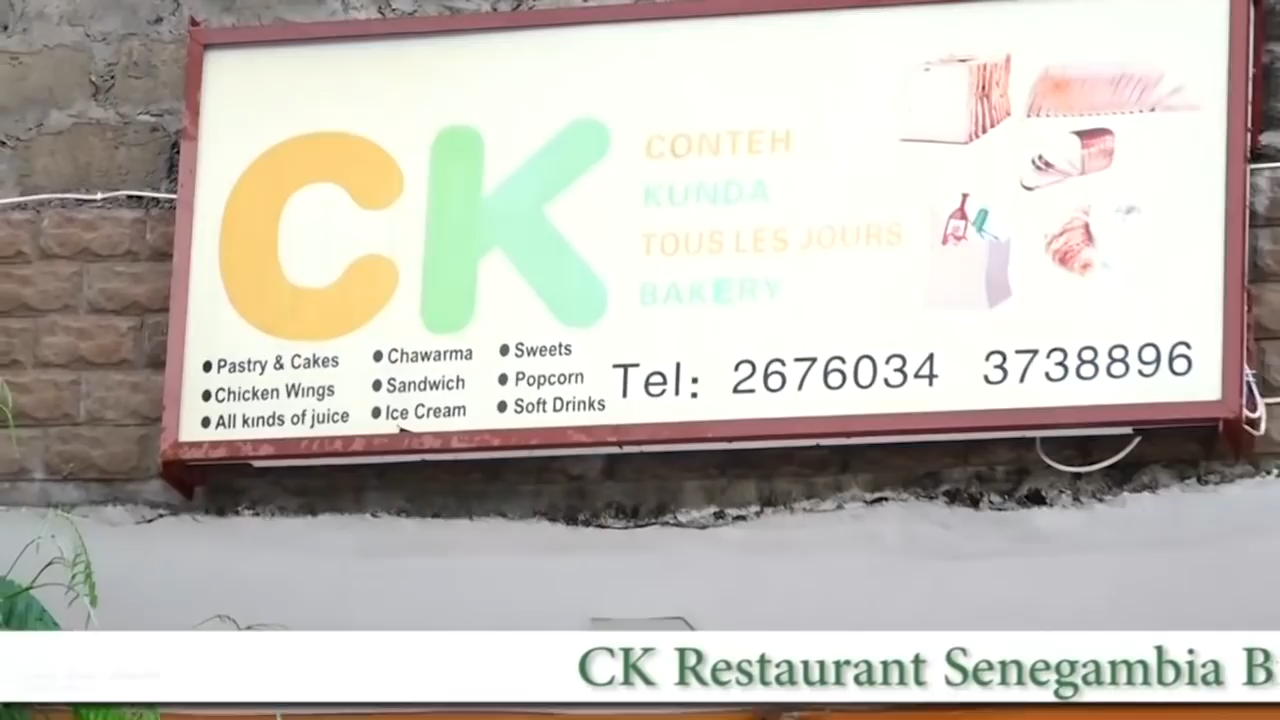 CK
CONTEH
KUNDA
TOUS LES JOURS
BAKERY
● Pastry & Cakes
● Chicken Wings
● All kinds of juice
● Chawarma
● Sandwich
● Ice Cream
● Sweets
● Popcorn
● Soft Drinks
Tel: 2676034 3738896
CK Restaurant Senegambia B